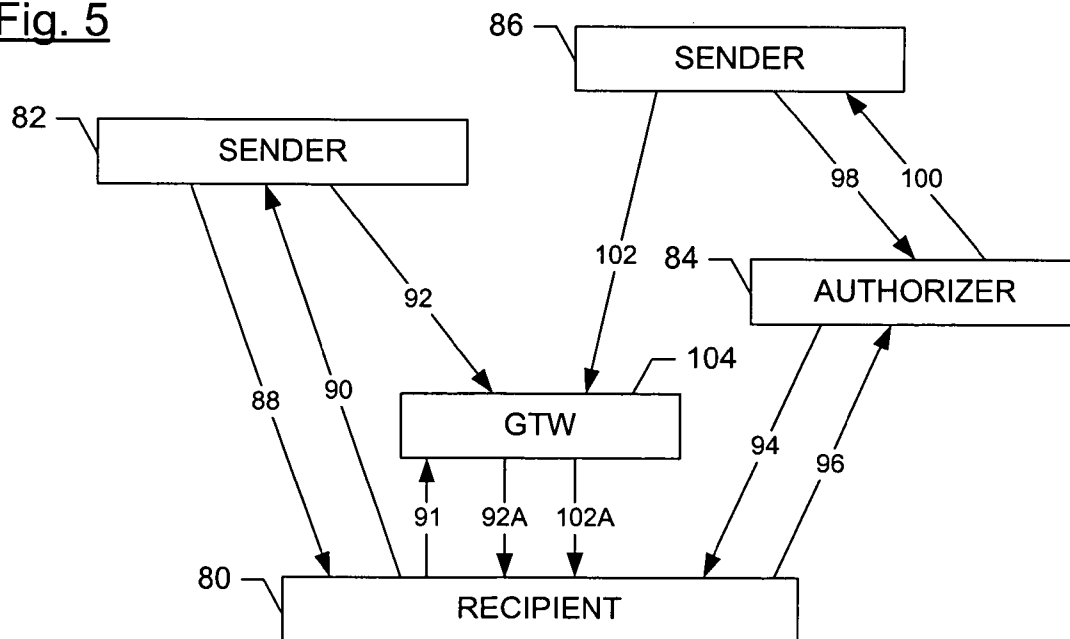 Fig. 5
86
SENDER
82
SENDER
98
100
102
84
AUTHORIZER
92
104
88
90
GTW
94
96
91
92A
102A
80
RECIPIENT